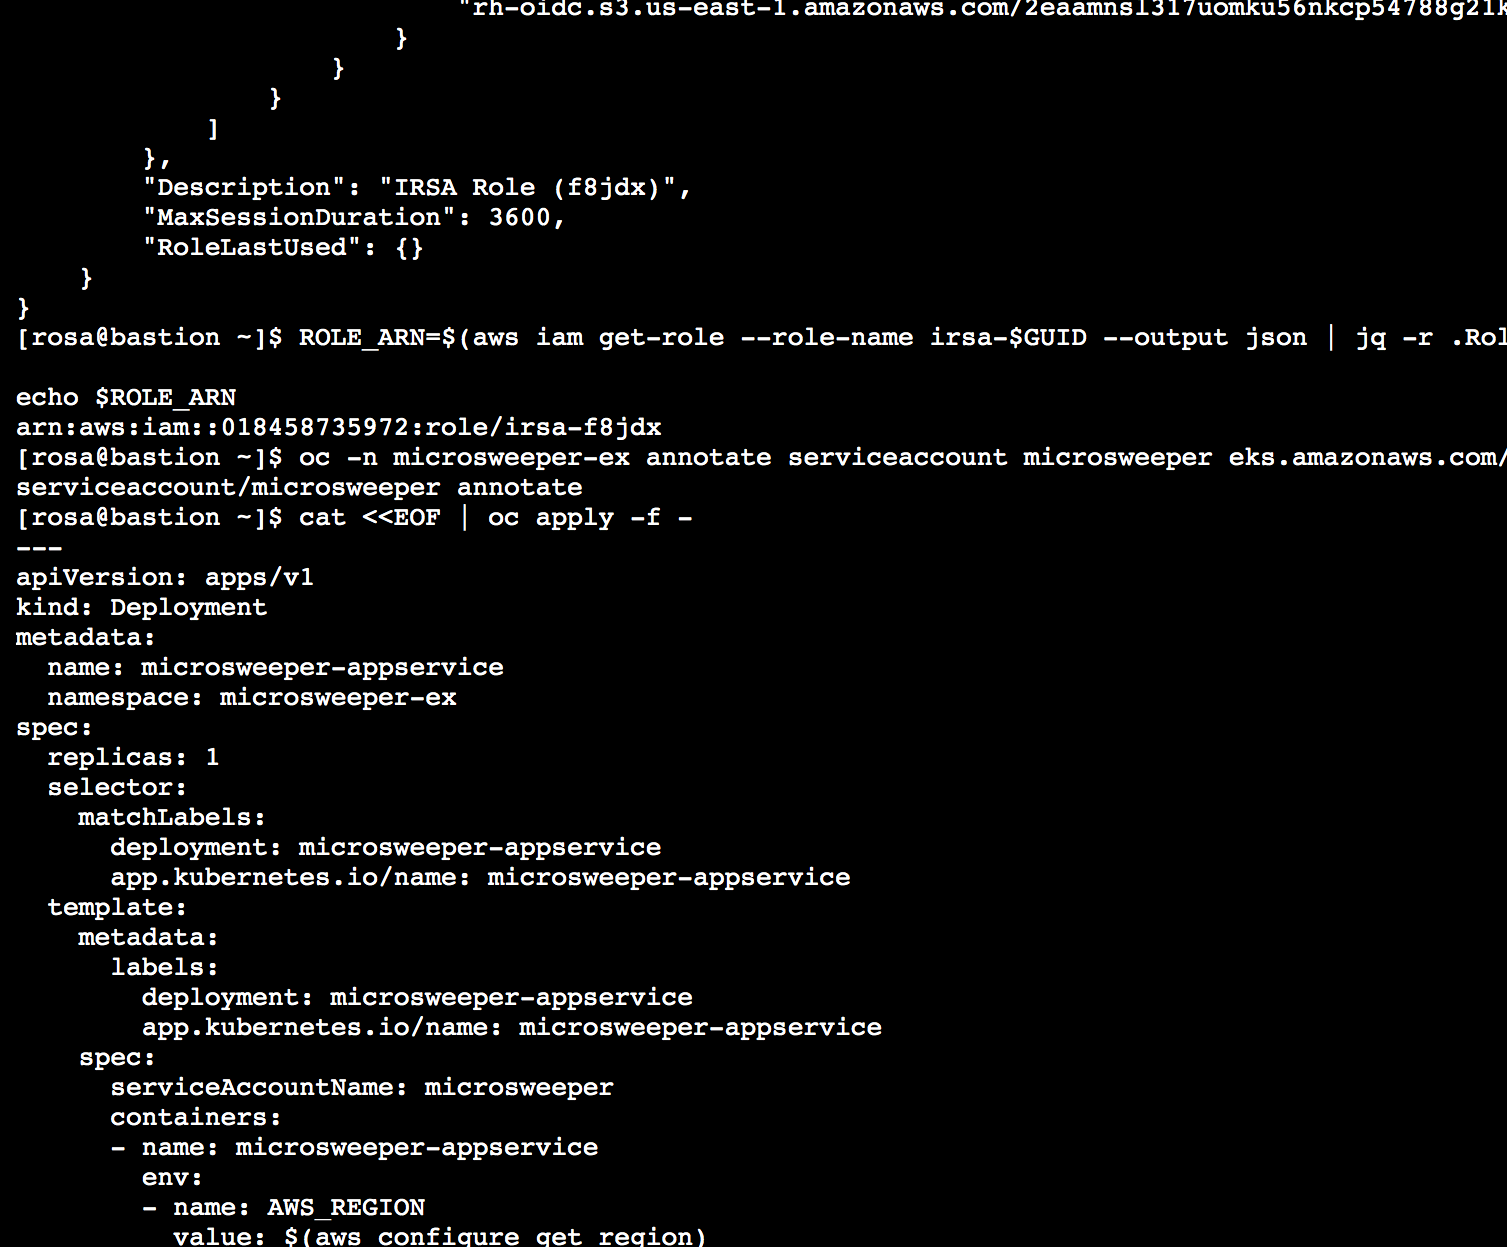 "rh-oidc.s3.us-east-1.amazonaws.com/2eaamnsl317uomku56nkcp54788g21k
}
}
}
]
},
"Description": "IRSA Role (f8jdx)",
"MaxSessionDuration": 3600,
"RoleLastUsed": {}
}
}
[rosa@bastion ~]$ ROLE_ARN=$(aws iam get-role --role-name irsa-$GUID --output json | jq -r .Rol
echo $ROLE_ARN
arn:aws:iam::018458735972:role/irsa-f8jdx
[rosa@bastion ~]$ oc -n microsweeper-ex annotate serviceaccount microsweeper eks.amazonaws.com/
serviceaccount/microsweeper annotate
[rosa@bastion ~]$ cat <<EOF | oc apply -f -
---
apiVersion: apps/v1
kind: Deployment
metadata:
  name: microsweeper-appservice
  namespace: microsweeper-ex
spec:
  replicas: 1
  selector:
    matchLabels:
      deployment: microsweeper-appservice
      app.kubernetes.io/name: microsweeper-appservice
  template:
    metadata:
      labels:
        deployment: microsweeper-appservice
        app.kubernetes.io/name: microsweeper-appservice
    spec:
      serviceAccountName: microsweeper
      containers:
      - name: microsweeper-appservice
        env:
        - name: AWS_REGION
          value: $(aws configure get region)